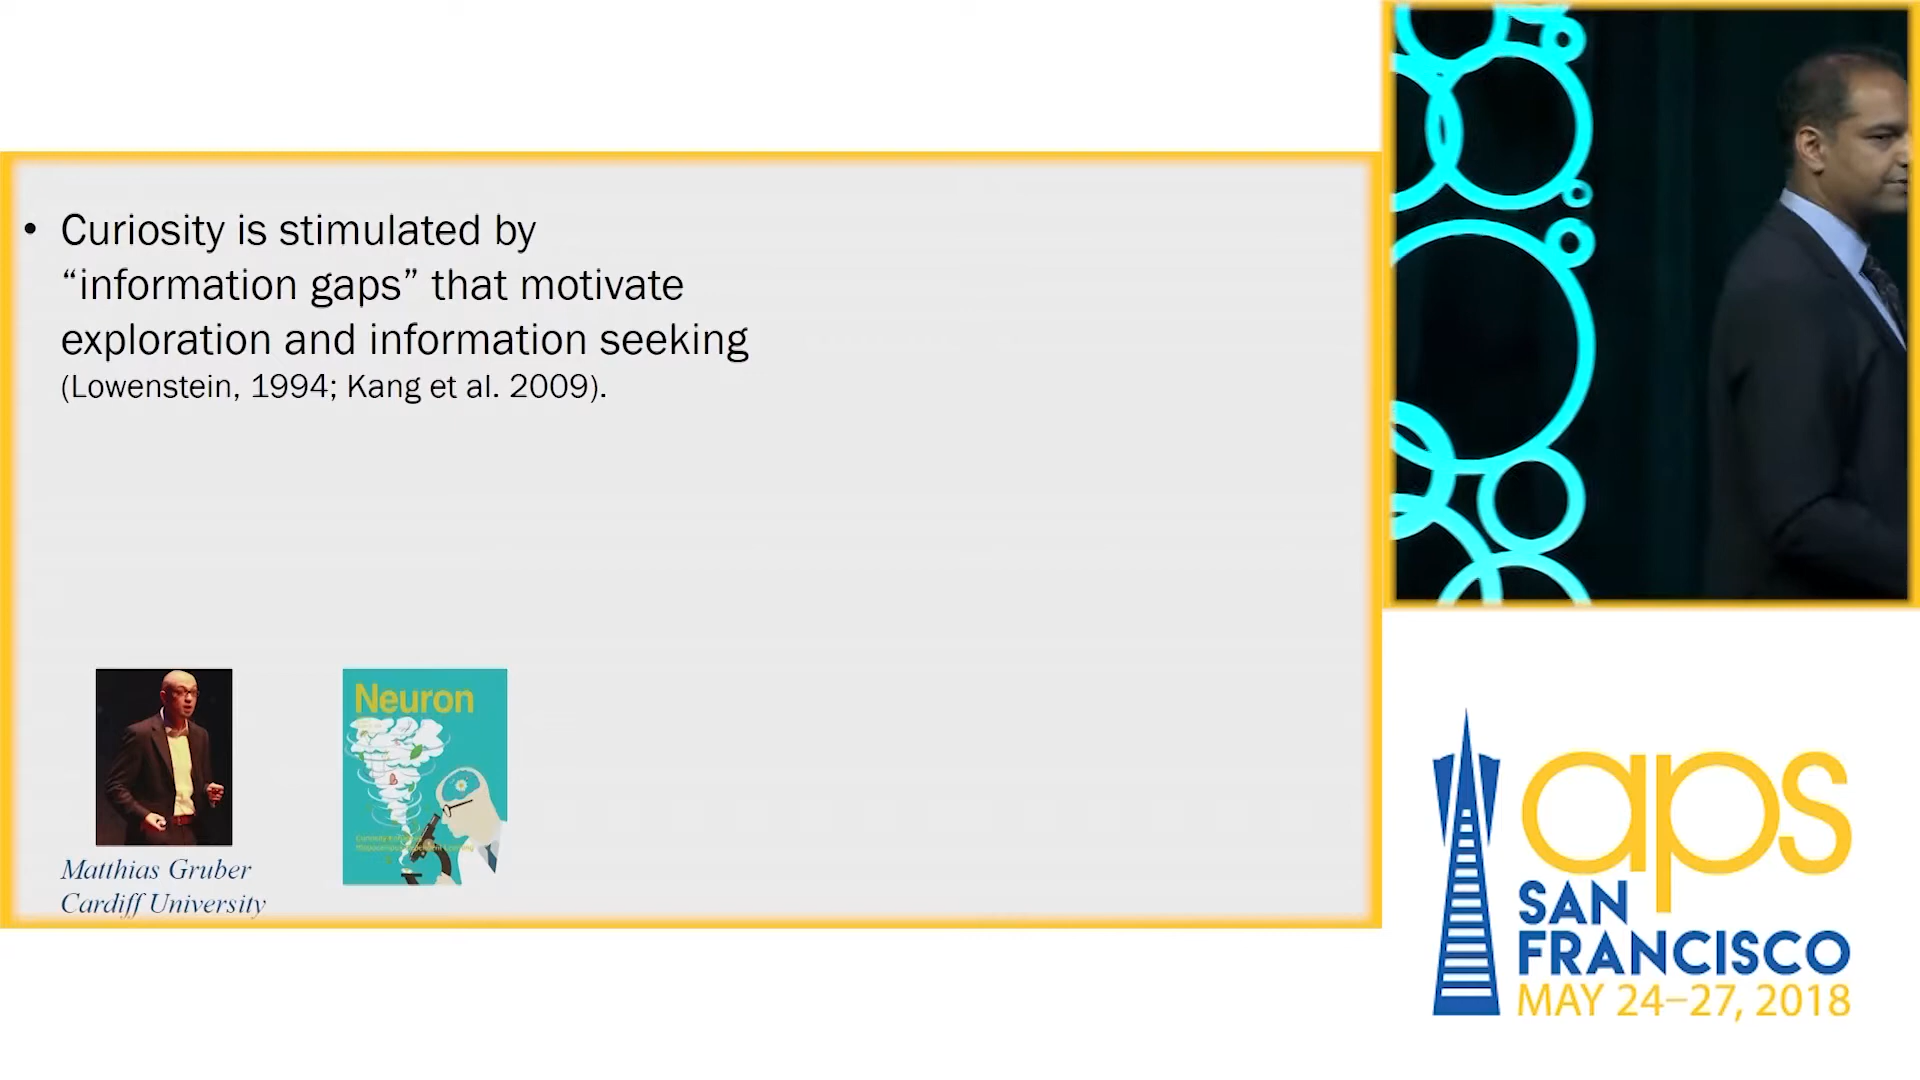 • Curiosity is stimulated by
“information gaps” that motivate
exploration and information seeking
(Lowenstein, 1994; Kang et al. 2009).
Neuron
Matthias Gruber
Cardiff University
aps
SAN
FRANCISCO
MAY 24–27, 2018